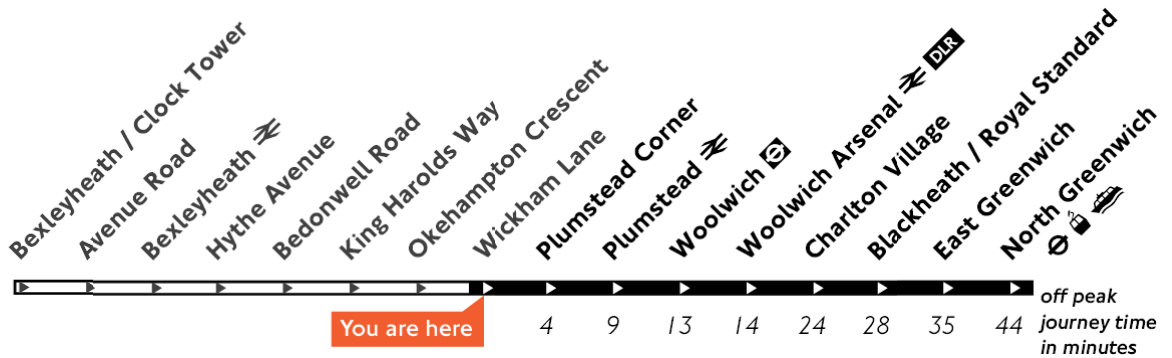 Bexleyheath / Clock Tower
Avenue Road
Bexleyheath
Hythe Avenue
Bedonwell Road
King Harolds Way
Okehampton Crescent
Wickham Lane
Plumstead Corner
Plumstead
Woolwich
Woolwich Arsenal DLR
Charlton Village
Blackheath / Royal Standard
East Greenwich
North Greenwich
You are here
4 9 13 14 24 28 35 44
off peak
journey time
in minutes